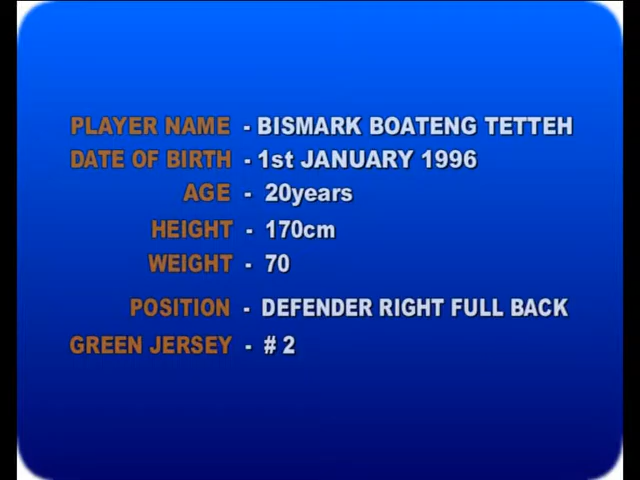 PLAYER NAME - BISMARK BOATENG TETTEH
DATE OF BIRTH - 1st JANUARY 1996
AGE - 20years
HEIGHT - 170cm
WEIGHT - 70
POSITION - DEFENDER RIGHT FULL BACK
GREEN JERSEY - # 2